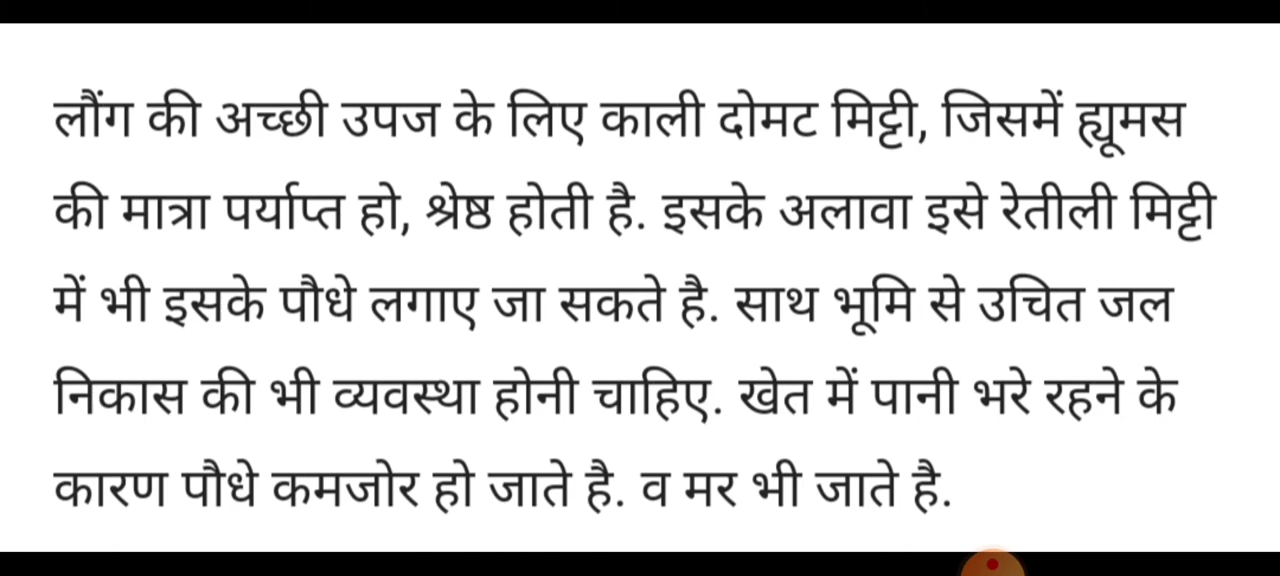 लौंग की अच्छी उपज के लिए काली दोमट मिट्टी, जिसमें ह्यूमस
की मात्रा पर्याप्त हो, श्रेष्ठ होती है. इसके अलावा इसे रेतीली मिट्टी
में भी इसके पौधे लगाए जा सकते है. साथ भूमि से उचित जल
निकास की भी व्यवस्था होनी चाहिए. खेत में पानी भरे रहने के
कारण पौधे कमजोर हो जाते है. व मर भी जाते है.